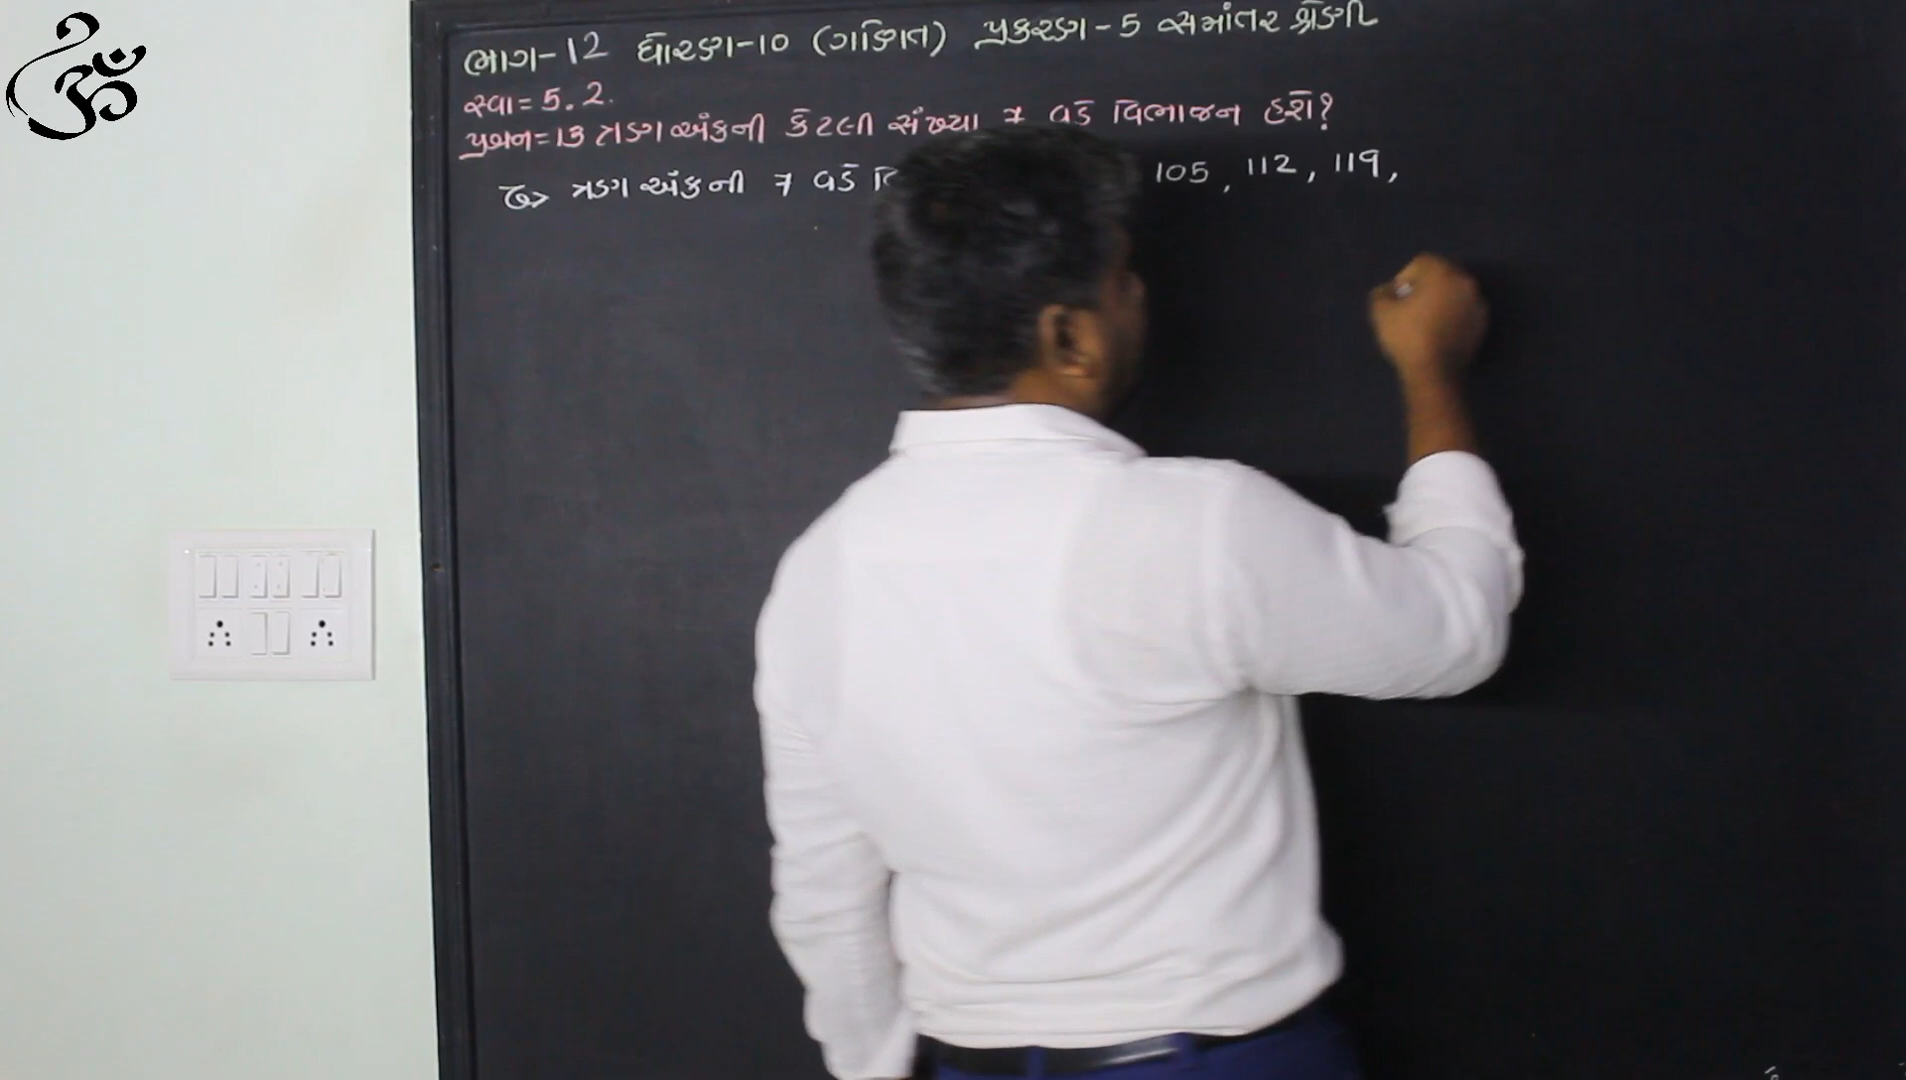 ૐ
ભાગ-12 ધોરણ-10 (ગણિત) પ્રકરણ-5 સમાંતર શ્રેણી
સ્વા = 5.2.
પ્રશ્ન = 13 ત્રણ અંકની કેટલી સંખ્યા 7 વડે વિભાજન હશે?
ત્રણ અંકની 7 વડે 105, 112, 119,